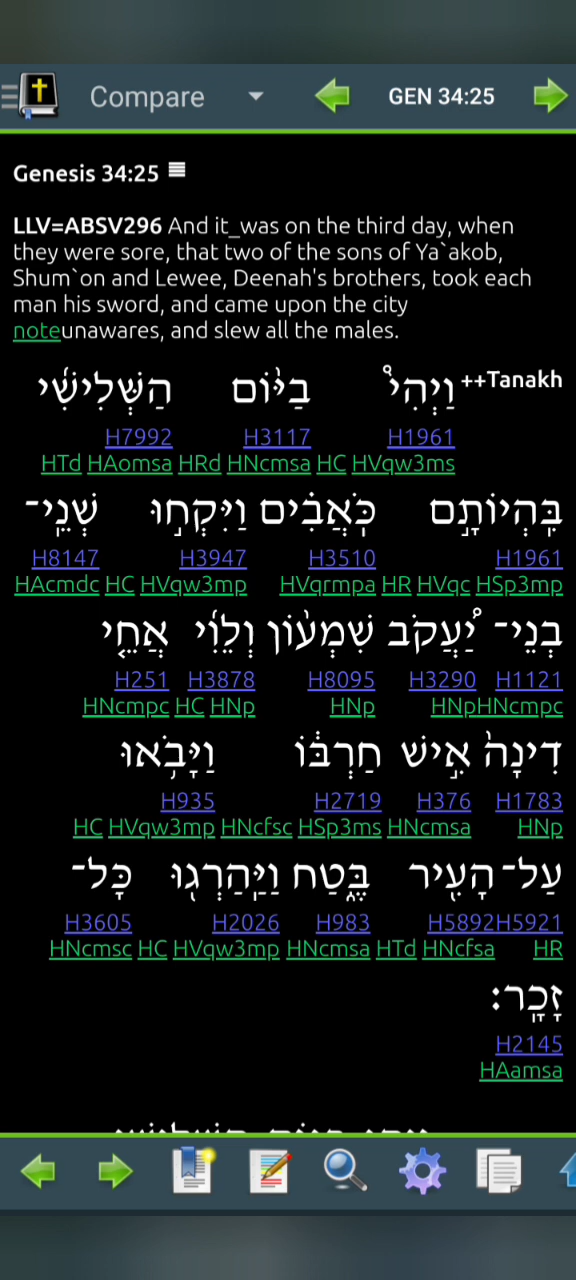 Compare
GEN 34:25
Genesis 34:25
LLV=ABSV296 And it_was on the third day, when
they were sore, that two of the sons of Ya`akob,
Shum`on and Lewee, Deenah's brothers, took each
man his sword, and came upon the city
noteunawares, and slew all the males.
++Tanakh וַיְהִי֩ בַיּ֨וֹם הַשְּׁלִישִׁ֜י
H7992 H3117 H1961
HTd HAomsa HRd HNcmsa HC HVqw3ms
בִּֽהְיוֹתָ֣ם כֹּֽאֲבִ֗ים וַיִּקְח֣וּ שְׁנֵֽי־
H8147 H3947 H3510 H1961
HAcmdc HC HVqw3mp HVqrmpa HR HVqc HSp3mp
בְנֵי־ יַ֠עֲקֹב שִׁמְע֨וֹן וְלֵוִ֜י אֲחֵ֤י
H251 H3878 H8095 H3290 H1121
HNcmpc HC HNp HNp HNpHNcmpc
דִינָה֙ אִ֣ישׁ חַרְבּ֔וֹ וַיָּבֹ֥אוּ
H935 H2719 H376 H1783
HC HVqw3mp HNcfsc HSp3ms HNcmsa HNp
עַל־הָעִ֖יר בֶּ֑טַח וַיַּֽהַרְג֖וּ כָּל־
H3605 H2026 H983 H5892H5921
HNcmsc HC HVqw3mp HNcmsa HTd HNcfsa HR
זָכָֽר׃
H2145
HAamsa